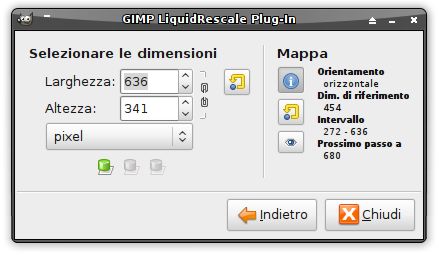 GIMP LiquidRescale Plug-In
Selezionare le dimensioni
Larghezza: 636
Altezza: 341
pixel
Mappa
Orientamento
orizzontale
Dim. di riferimento
454
Intervallo
272 - 636
Prossimo passo a
680
Indietro
Chiudi